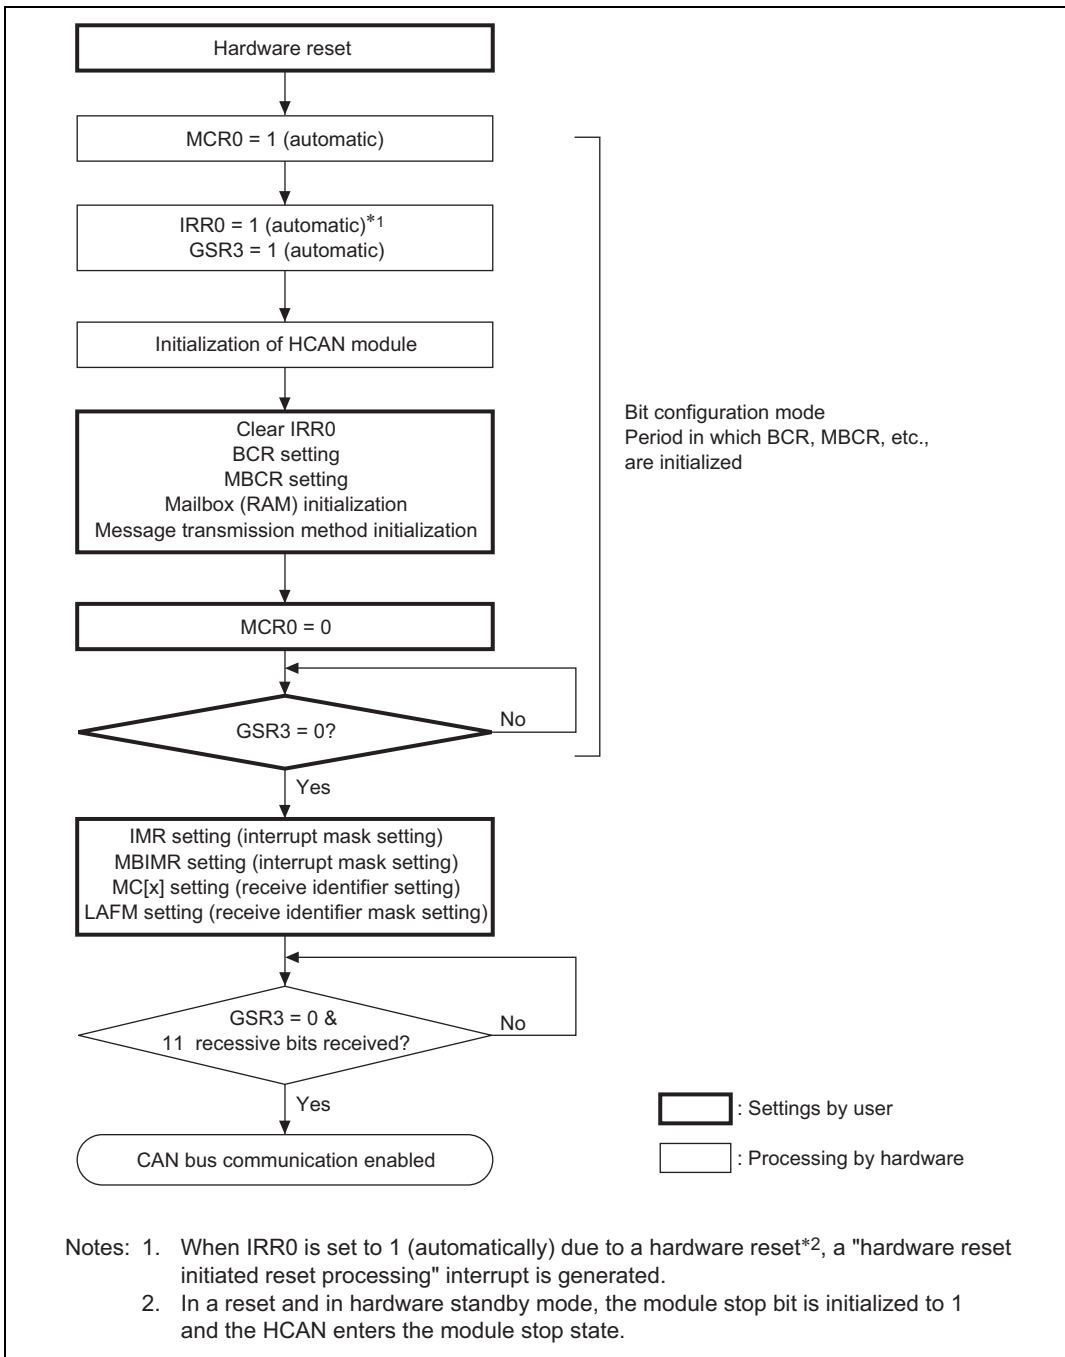 Hardware reset
MCR0 = 1 (automatic)
IRR0 = 1 (automatic)*1
GSR3 = 1 (automatic)
Initialization of HCAN module
Clear IRR0
BCR setting
MBCR setting
Mailbox (RAM) initialization
Message transmission method initialization
Bit configuration mode
Period in which BCR, MBCR, etc.,
are initialized
MCR0 = 0
GSR3 = 0?
No
Yes
IMR setting (interrupt mask setting)
MBIMR setting (interrupt mask setting)
MC[x] setting (receive identifier setting)
LAFM setting (receive identifier mask setting)
GSR3 = 0 &
11 recessive bits received?
No
Yes
CAN bus communication enabled
: Settings by user
: Processing by hardware
Notes: 1. When IRR0 is set to 1 (automatically) due to a hardware reset*2, a "hardware reset
initiated reset processing" interrupt is generated.
2. In a reset and in hardware standby mode, the module stop bit is initialized to 1
and the HCAN enters the module stop state.